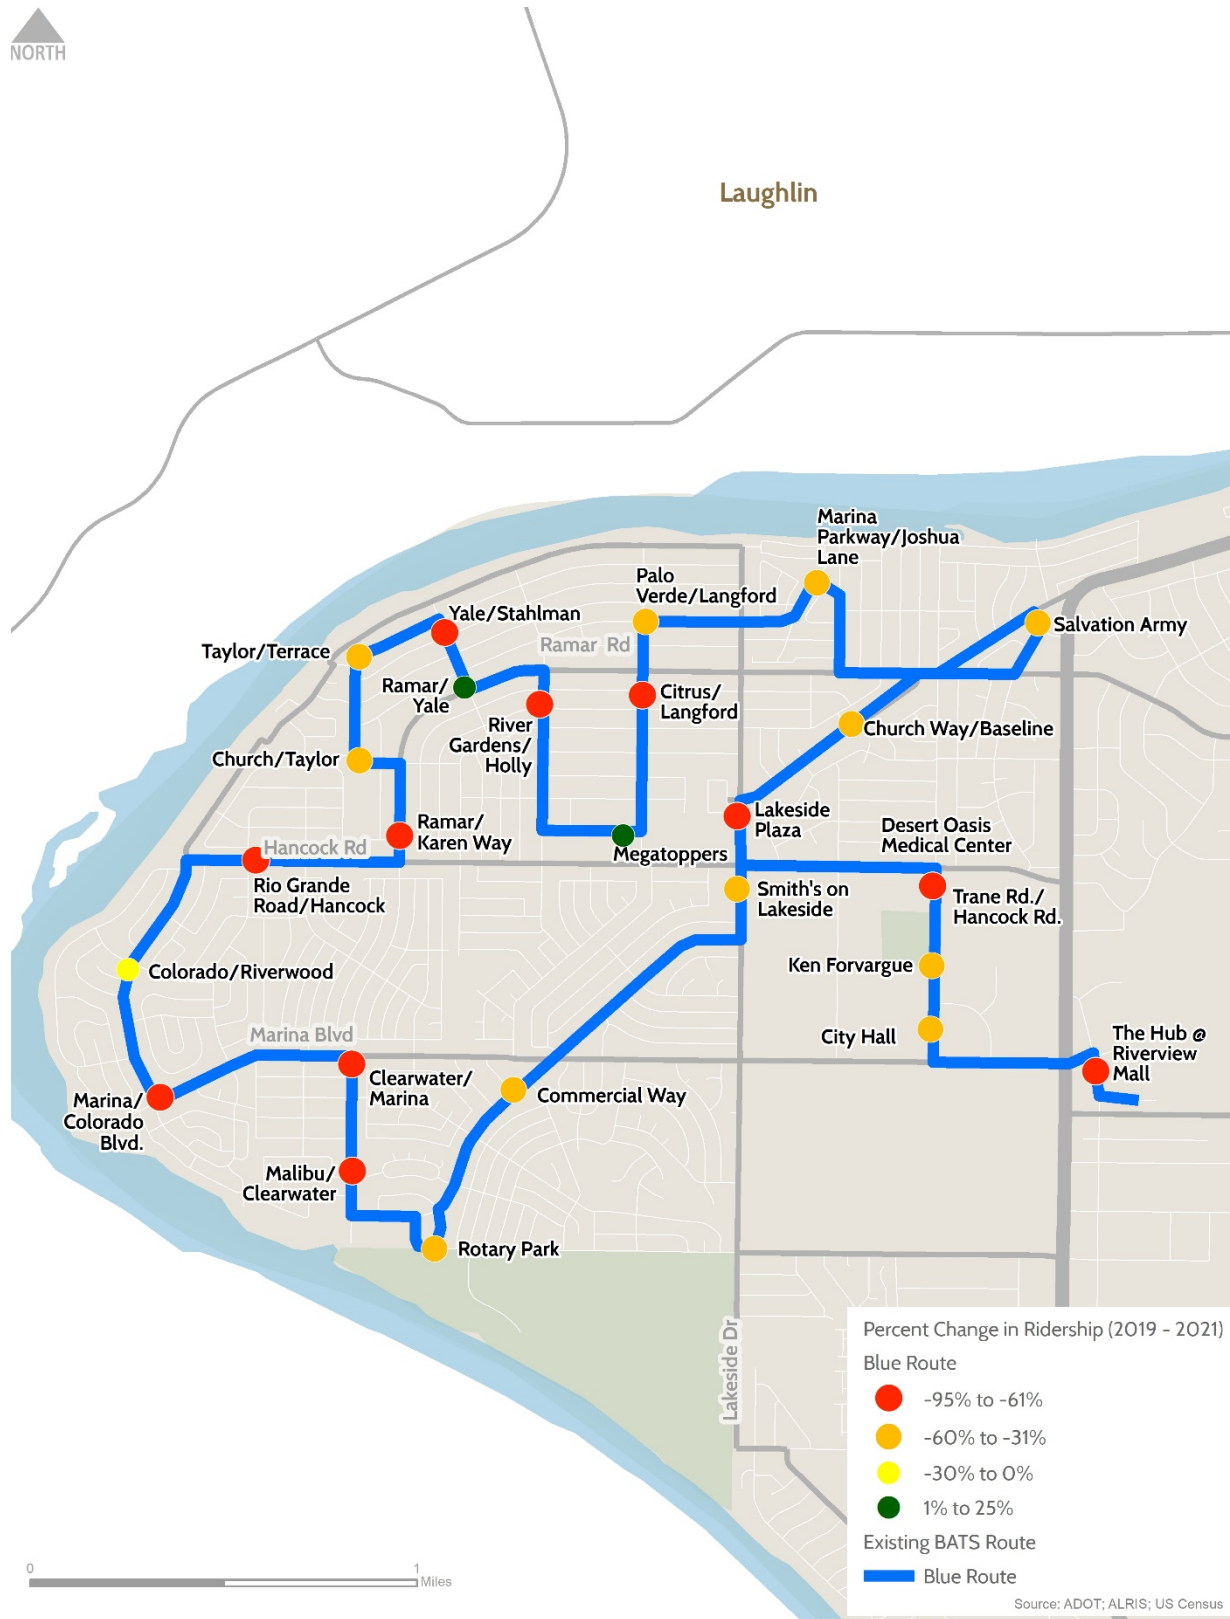 NORTH
Laughlin
Marina
Parkway/Joshua
Lane
Palo
Verde/Langford
Yale/Stahlman
Salvation Army
Ramar Rd
Taylor/Terrace
Ramar/
Yale
Citrus/
Langford
River
Gardens/
Holly
Church Way/Baseline
Church/Taylor
Lakeside
Plaza
Ramar/
Karen Way
Desert Oasis
Medical Center
Hancock Rd
Megatoppers
Rio Grande
Road/Hancock
Smith's on
Lakeside
Trane Rd./
Hancock Rd.
Colorado/Riverwood
Ken Forvargue
Marina Blvd
City Hall
The Hub @
Riverview
Mall
Clearwater/
Marina
Commercial Way
Marina/
Colorado
Blvd.
Malibu/
Clearwater
Rotary Park
Lakeside Dr
Percent Change in Ridership (2019 - 2021)
Blue Route
-95% to -61%
-60% to -31%
-30% to 0%
1% to 25%
Existing BATS Route
Blue Route
0 1
Miles
Source: ADOT; ALRIS; US Census